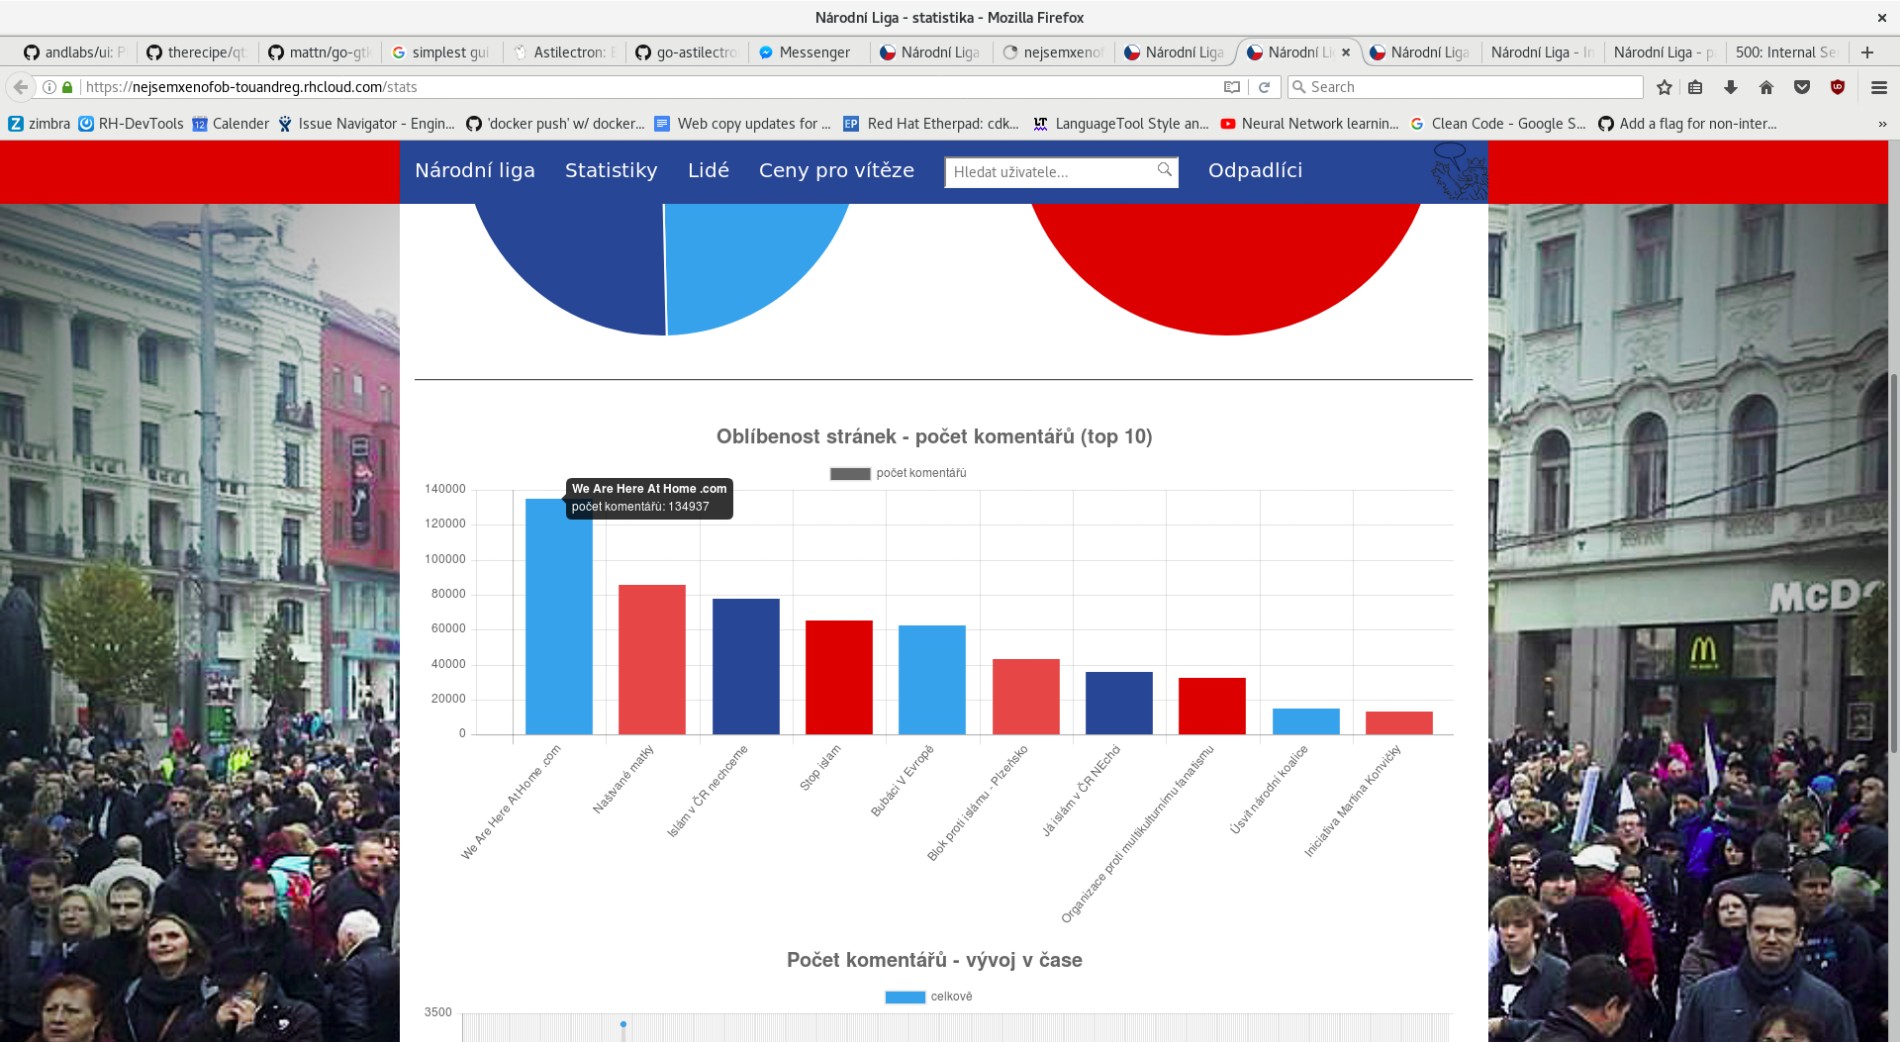 Národní Liga - statistika - Mozilla Firefox
andlabs/ui: P
therecipe/qt:
mattn/go-gtk
simplest gui
Astilectron: E
go-astilectro
Messenger
Národní Liga
nejsemxenof
Národní Liga
Národní Li
Národní Liga
Národní Liga - In
Národní Liga - p
500: Internal Se
https://nejsemxenofob-touandreg.rhcloud.com/stats
Search
zimbra
RH-DevTools
12 Calender
Issue Navigator - Engin...
'docker push' w/ docker...
Web copy updates for ...
EP Red Hat Etherpad: cdk...
LT LanguageTool Style an...
Neural Network learnin...
Clean Code - Google S...
Add a flag for non-inter...
»
Národní liga
Statistiky
Lidé
Ceny pro vítěze
Hledat uživatele...
Odpadlíci
Oblíbenost stránek - počet komentářů (top 10)
počet komentářů
We Are Here At Home .com
počet komentářů: 134937
140000
120000
100000
80000
60000
40000
20000
0
We Are Here At Home .com
Naštvané matky
Islám v ČR nechceme
Stop islam
Bubáci V Evropě
Blok proti islámu - Plzeňsko
Já islám v ČR NEchci
Organizace proti multikulturnímu fanatismu
Úsvit národní koalice
Iniciativa Martina Konvičky
McDo
Počet komentářů - vývoj v čase
celkově
3500